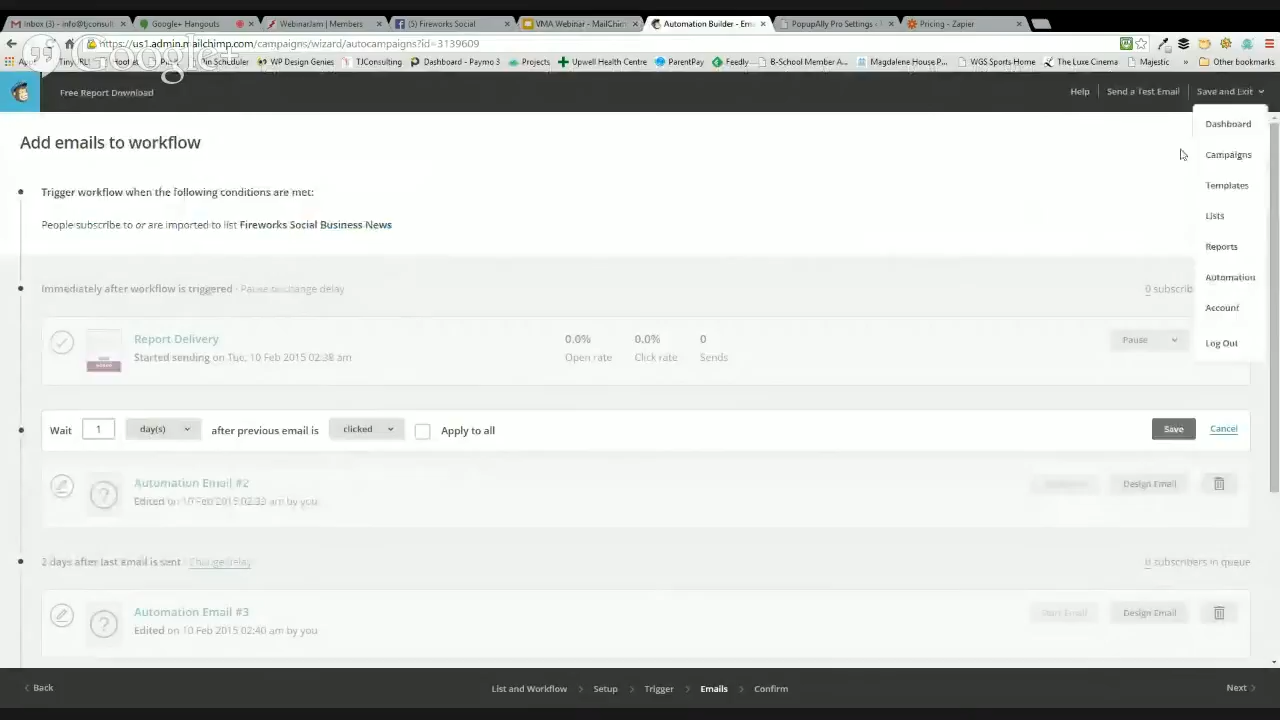 Inbox (3) - info@tjconsult
Google+ Hangouts
WebinarJam | Members
(5) Fireworks Social
VMA Webinar - MailChim
Automation Builder - Ema
PopupAlly Pro Settings
Pricing - Zapier
https://us1.admin.mailchimp.com/campaigns/wizard/autocampaigns?id=3139609
Google+
Pin Scheduler
WP Design Genies
TJConsulting
Dashboard - Paymo 3
Projects
Upwell Health Centre
ParentPay
B-School Member A...
Magdalene House P...
WGS Sports Home
The Luxe Cinema
Majestic
»
Other bookmarks
Free Report Download
Help
Send a Test Email
Save and Exit
Dashboard
Campaigns
Templates
Lists
Reports
Automation
Account
Log Out
Add emails to workflow
Trigger workflow when the following conditions are met:
People subscribe to or are imported to list Fireworks Social Business News
Immediately after workflow is triggered
0 subscrib
Report Delivery
Started sending on Tue, 10 Feb 2015 02:38 am
0.0%
Open rate
0.0%
Click rate
0
Sends
Pause
Wait 1 day(s) after previous email is clicked Apply to all
Save
Cancel
Automation Email #2
Edited on 10 Feb 2015 02:33 am by you
Design Email
3 days after last Email is sent · Change delay
0 subscribers in queue
Automation Email #3
Edited on 10 Feb 2015 02:40 am by you
Start Email
Design Email
Back
List and Workflow
Setup
Trigger
Emails
Confirm
Next